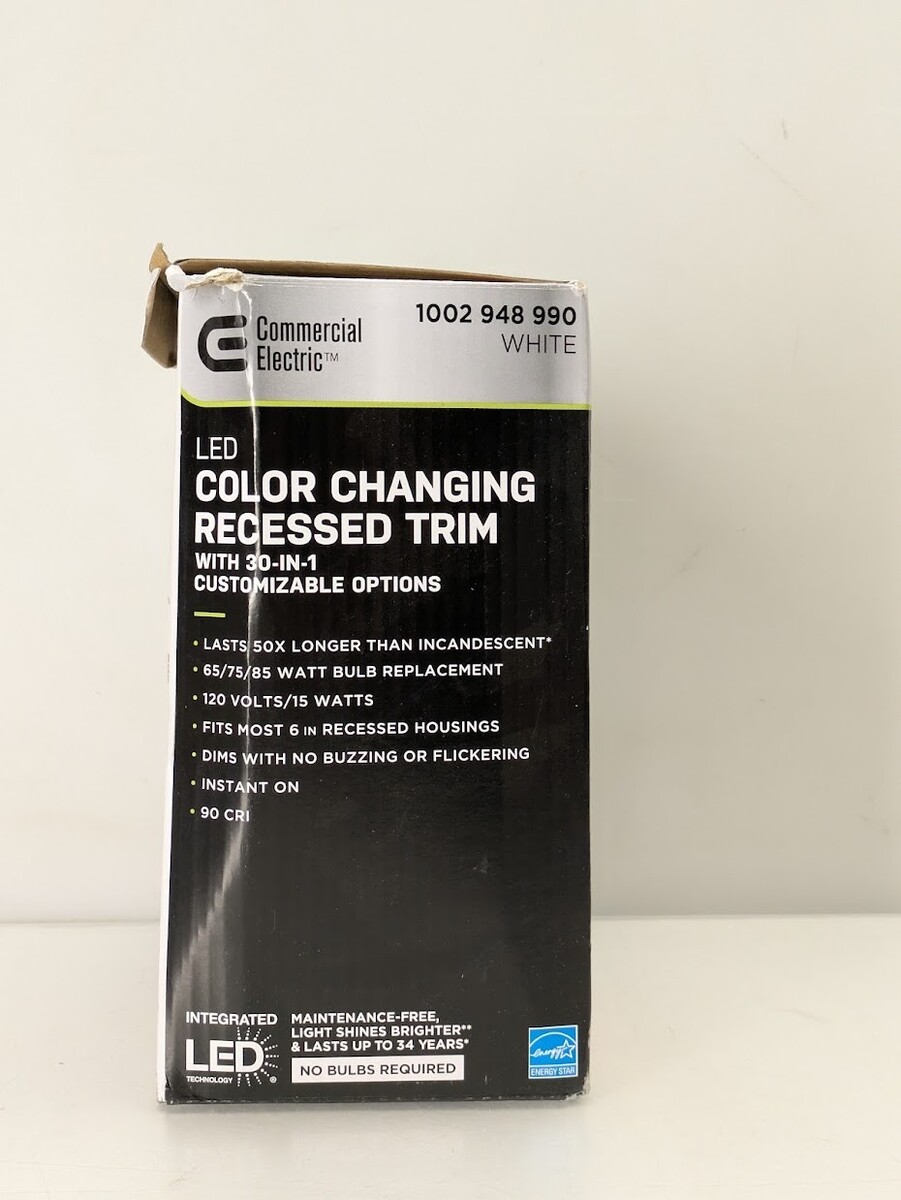 Commercial
Electric™
1002 948 990
WHITE
LED
COLOR CHANGING
RECESSED TRIM
WITH 30-IN-1
CUSTOMIZABLE OPTIONS
• LASTS 50X LONGER THAN INCANDESCENT*
• 65/75/85 WATT BULB REPLACEMENT
• 120 VOLTS/15 WATTS
• FITS MOST 6 IN RECESSED HOUSINGS
• DIMS WITH NO BUZZING OR FLICKERING
• INSTANT ON
• 90 CRI
INTEGRATED
LED
TECHNOLOGY ®
MAINTENANCE-FREE,
LIGHT SHINES BRIGHTER**
& LASTS UP TO 34 YEARS*
NO BULBS REQUIRED
energy
ENERGY STAR